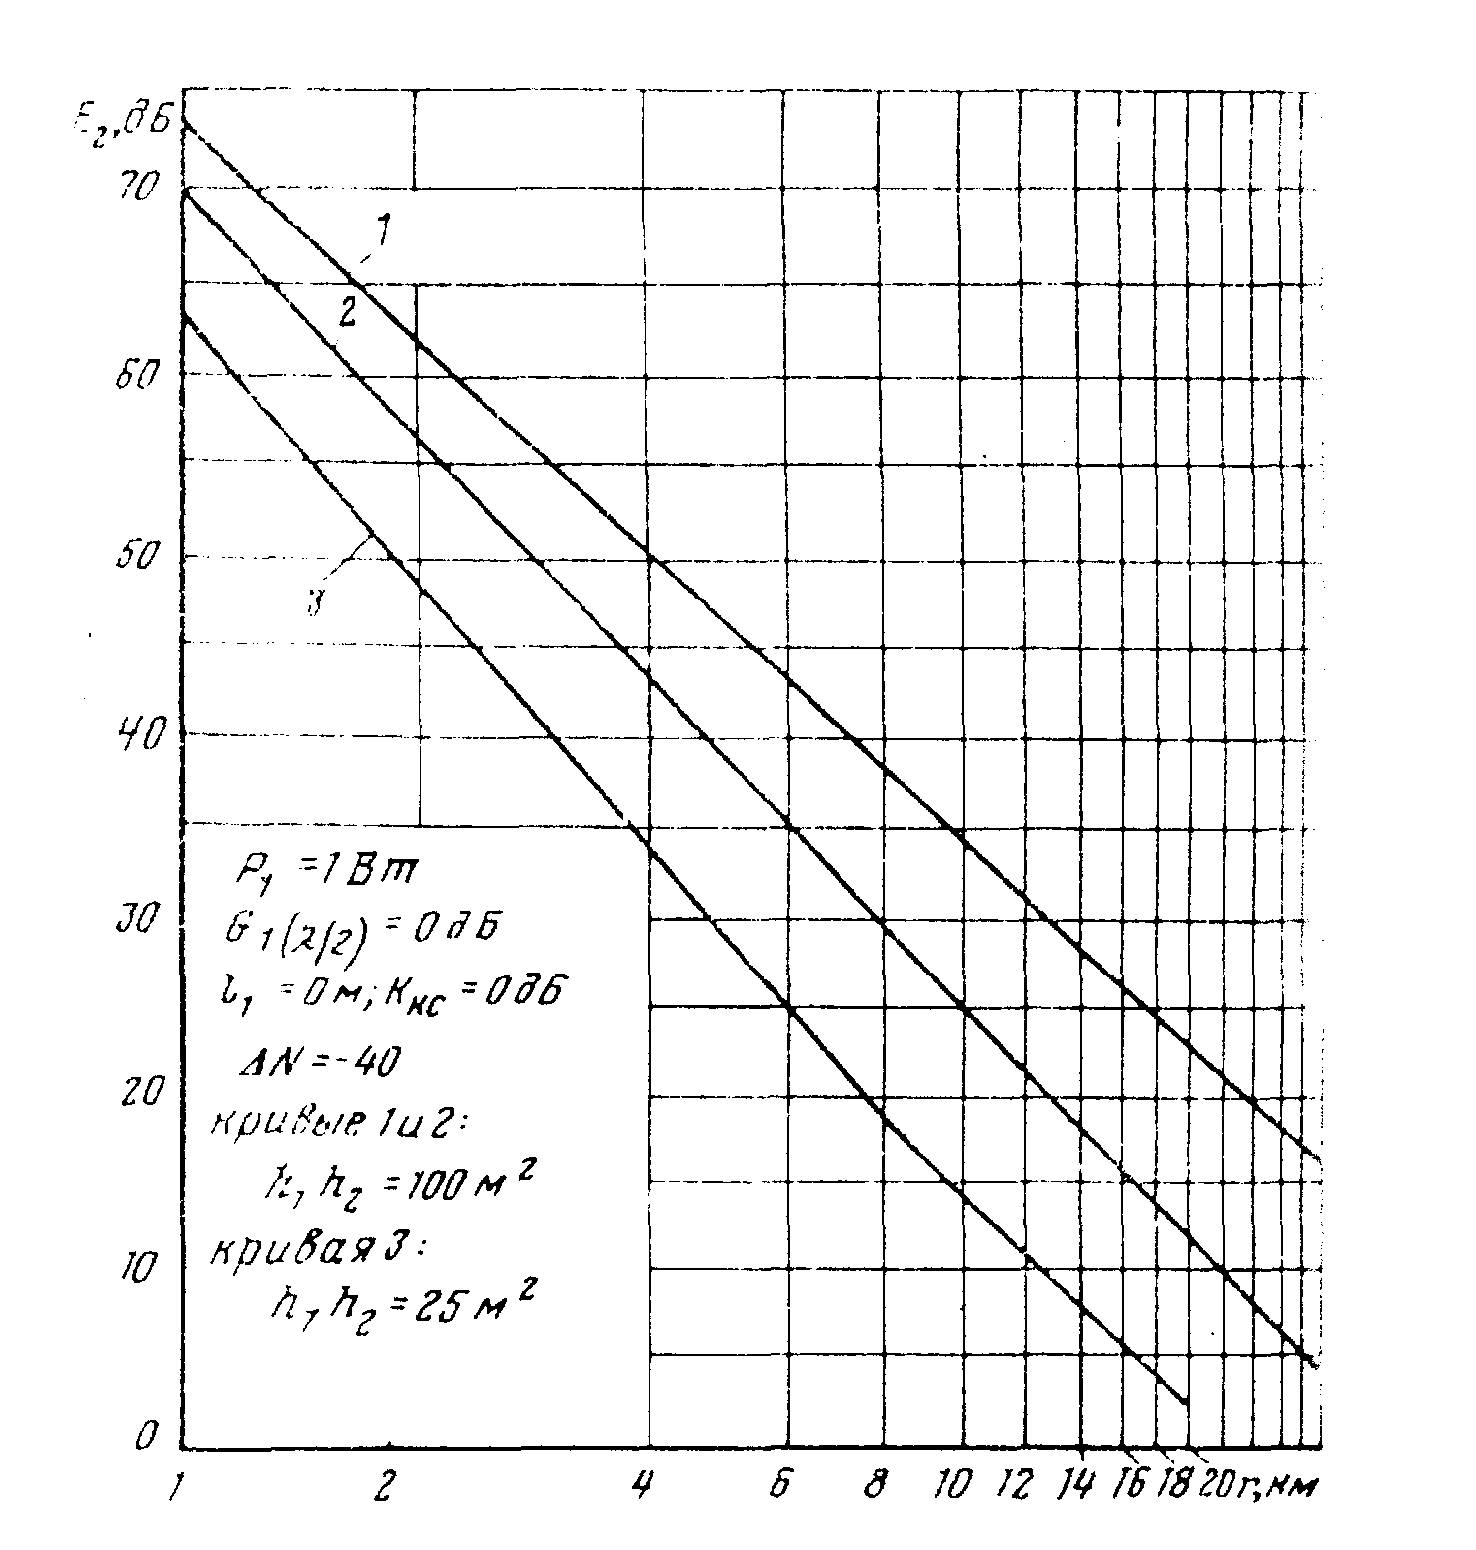 E₂, дБ
70
60
50
40
30
20
10
0
1
2
3
P₁ = 1 Вт
G₁(λ/2) = 0 дБ
l₁ = 0 м; Kкс = 0 дБ
ΔN = -40
кривые 1 и 2:
h₁ h₂ = 100 м²
кривая 3:
h₁ h₂ = 25 м²
1 2 4 6 8 10 12 14 16 18 20 r, км